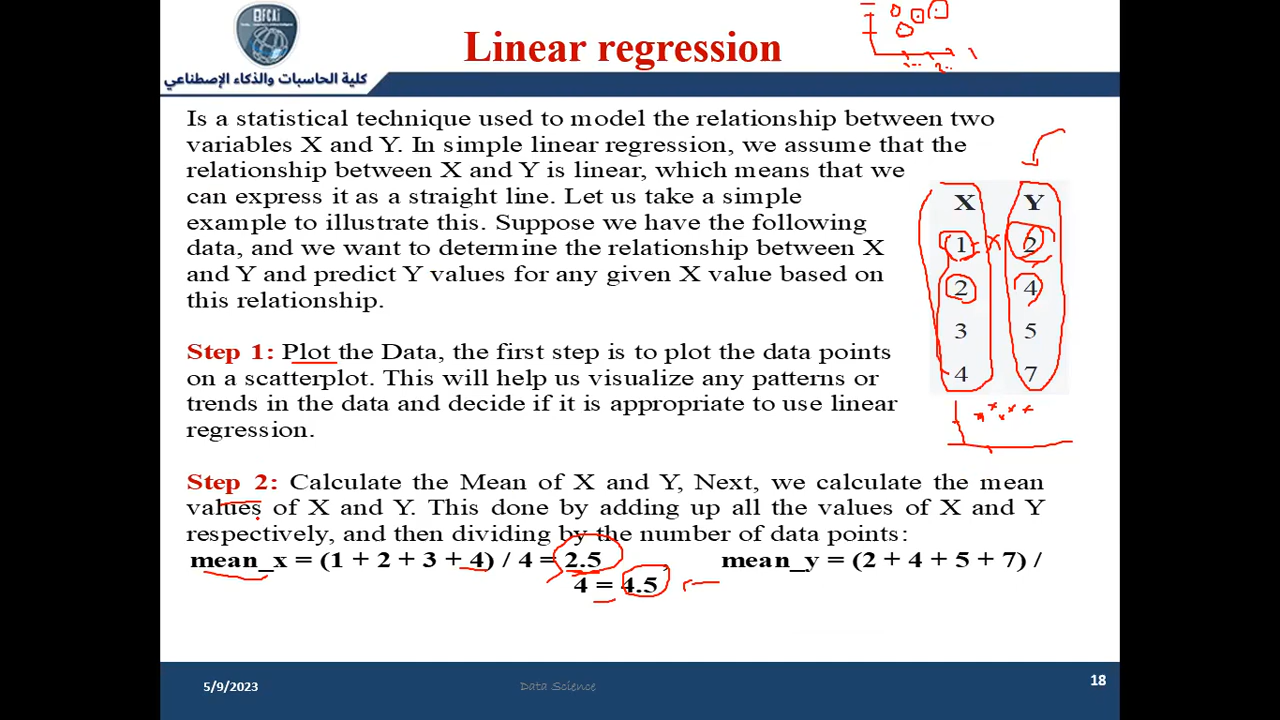 BFCAi
كلية الحاسبات والذكاء الإصطناعي
Linear regression
Is a statistical technique used to model the relationship between two
variables X and Y. In simple linear regression, we assume that the
relationship between X and Y is linear, which means that we
can express it as a straight line. Let us take a simple
example to illustrate this. Suppose we have the following
data, and we want to determine the relationship between X
and Y and predict Y values for any given X value based on
this relationship.
X Y
1 2
2 4
3 5
4 7
Step 1: Plot the Data, the first step is to plot the data points
on a scatterplot. This will help us visualize any patterns or
trends in the data and decide if it is appropriate to use linear
regression.
Step 2: Calculate the Mean of X and Y, Next, we calculate the mean
values of X and Y. This done by adding up all the values of X and Y
respectively, and then dividing by the number of data points:
mean_x = (1 + 2 + 3 + 4) / 4 = 2.5 , mean_y = (2 + 4 + 5 + 7) /
4 = 4.5
5/9/2023 Data Science 18